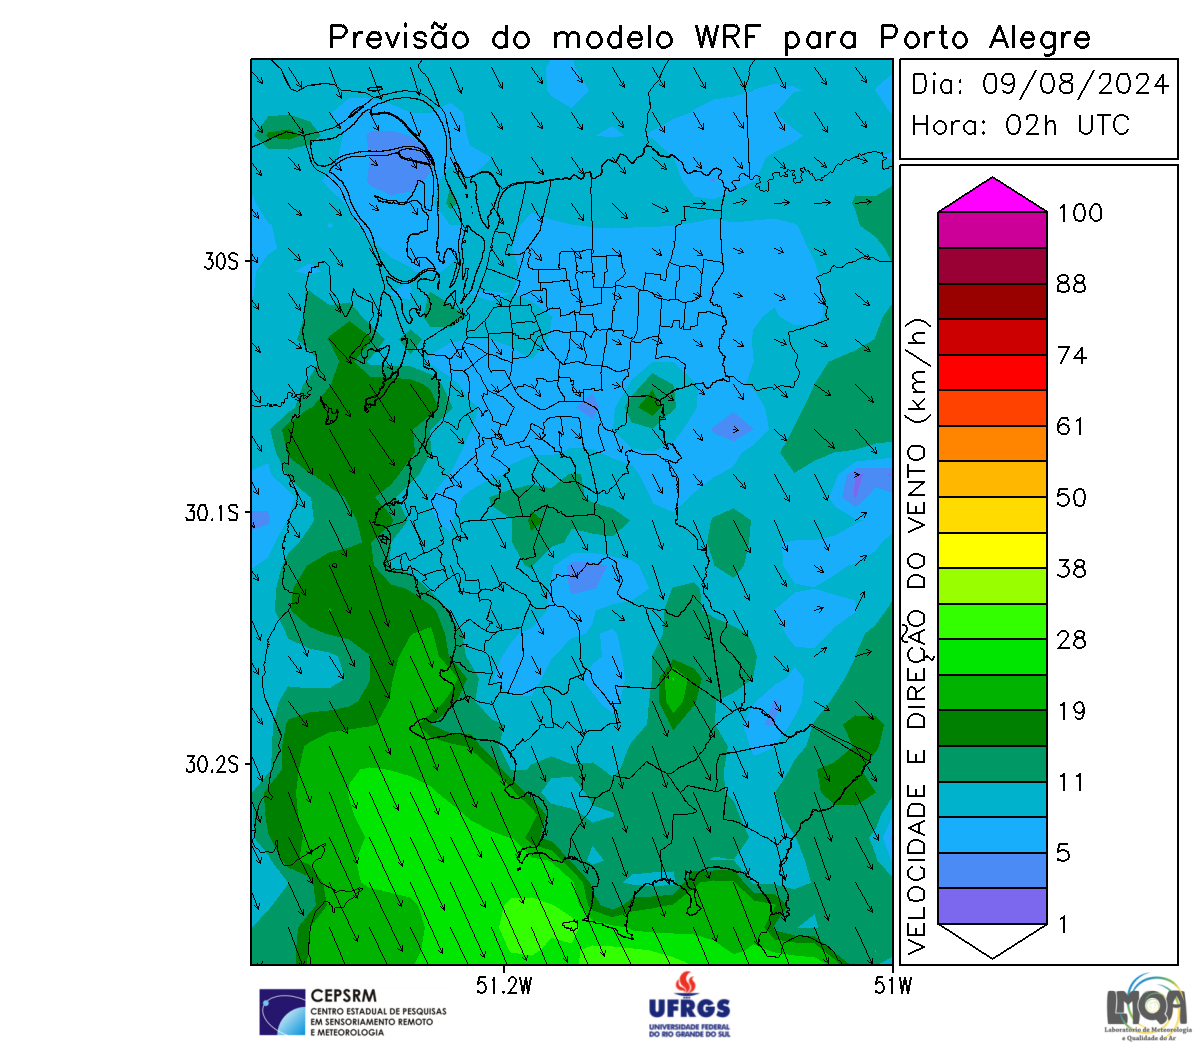 Previsão do modelo WRF para Porto Alegre
Dia: 09/08/2024
Hora: 02h UTC
30S
30.1S
30.2S
51.2W
51W
VELOCIDADE E DIREÇÃO DO VENTO (km/h)
100
88
74
61
50
38
28
19
11
5
1
CEPSRM
CENTRO ESTADUAL DE PESQUISAS
EM SENSORIAMENTO REMOTO
E METEOROLOGIA
UFRGS
UNIVERSIDADE FEDERAL
DO RIO GRANDE DO SUL
LMQA
Laboratório de Meteorologia
e Qualidade do Ar